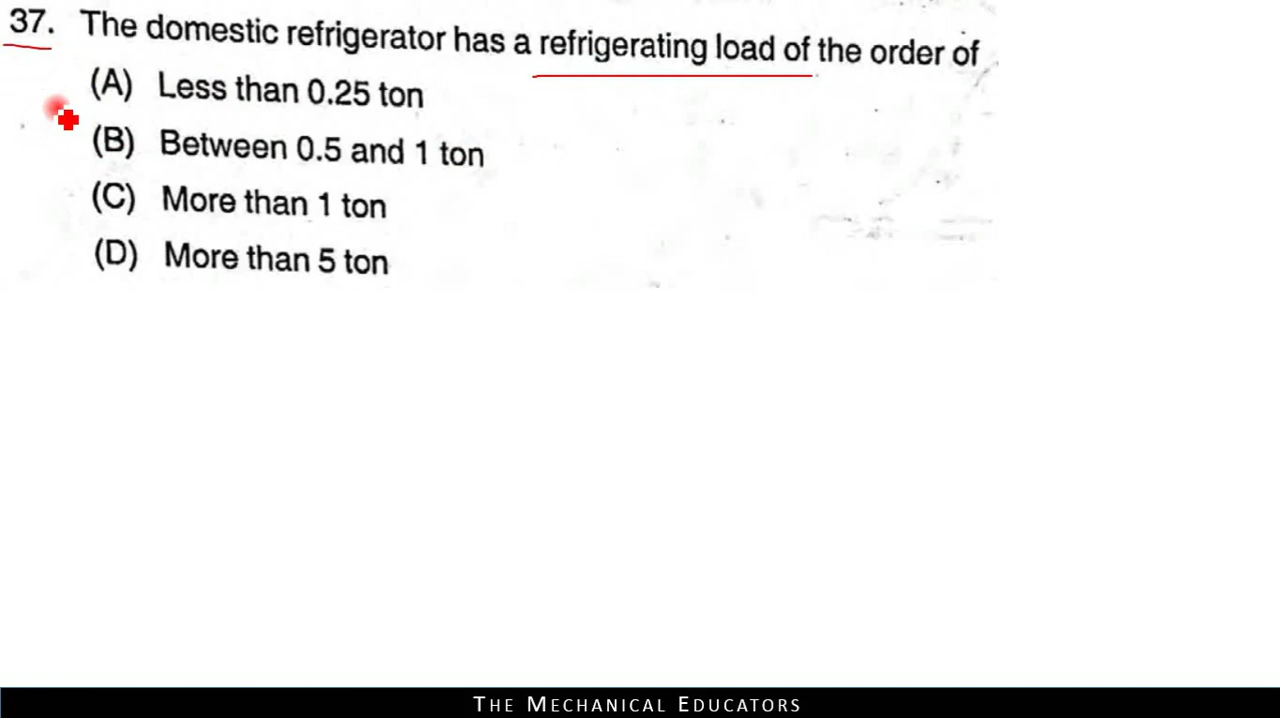 37. The domestic refrigerator has a refrigerating load of the order of
(A) Less than 0.25 ton
(B) Between 0.5 and 1 ton
(C) More than 1 ton
(D) More than 5 ton
THE MECHANICAL EDUCATORS